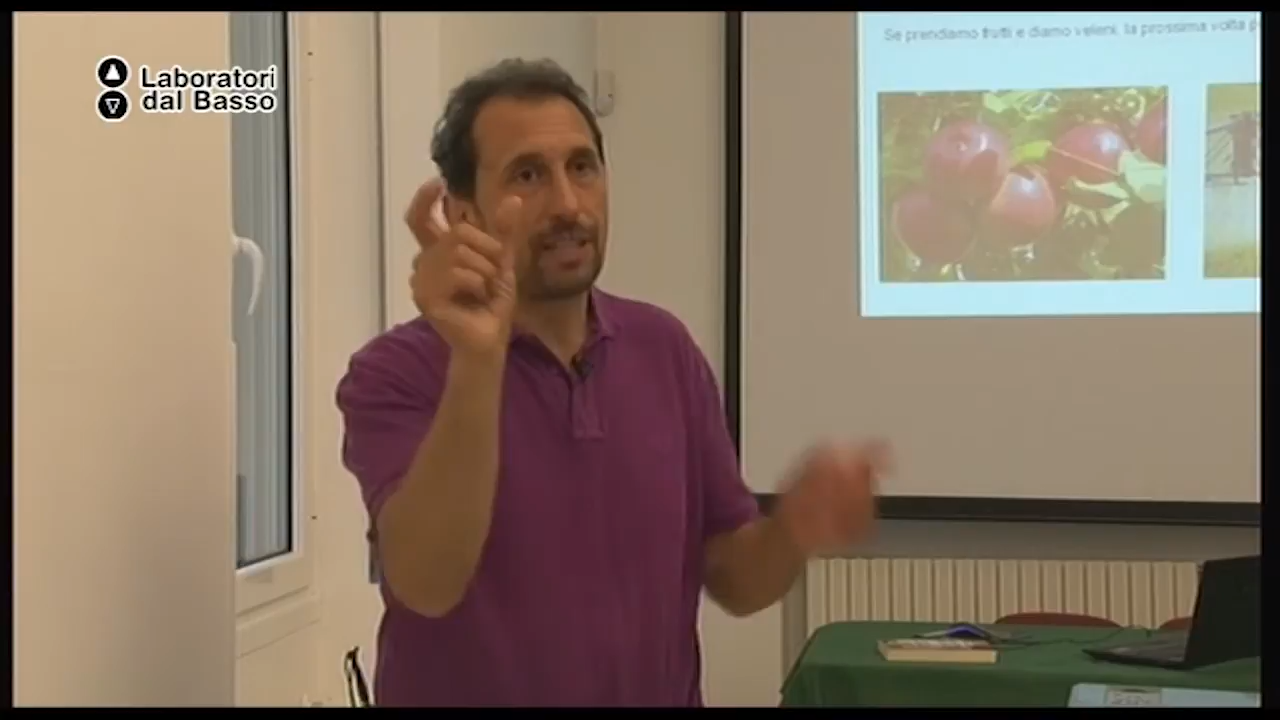 Laboratori
dal Basso
Se prendiamo frutti e diamo veleni, la prossima volta